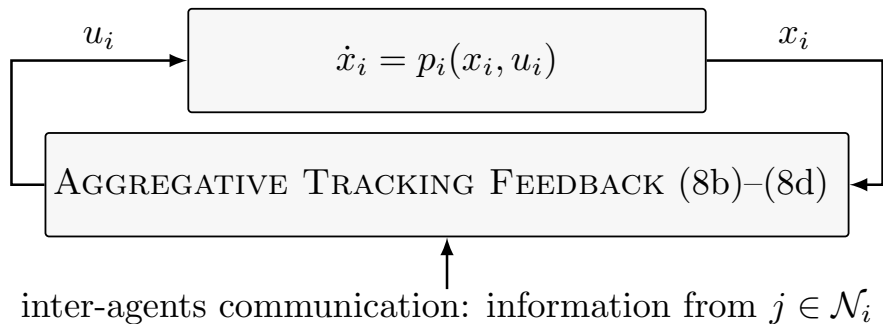 u_i
ẋ_i = p_i(x_i, u_i)
x_i
AGGREGATIVE TRACKING FEEDBACK (8b)–(8d)
inter-agents communication: information from j ∈ 𝒩_i